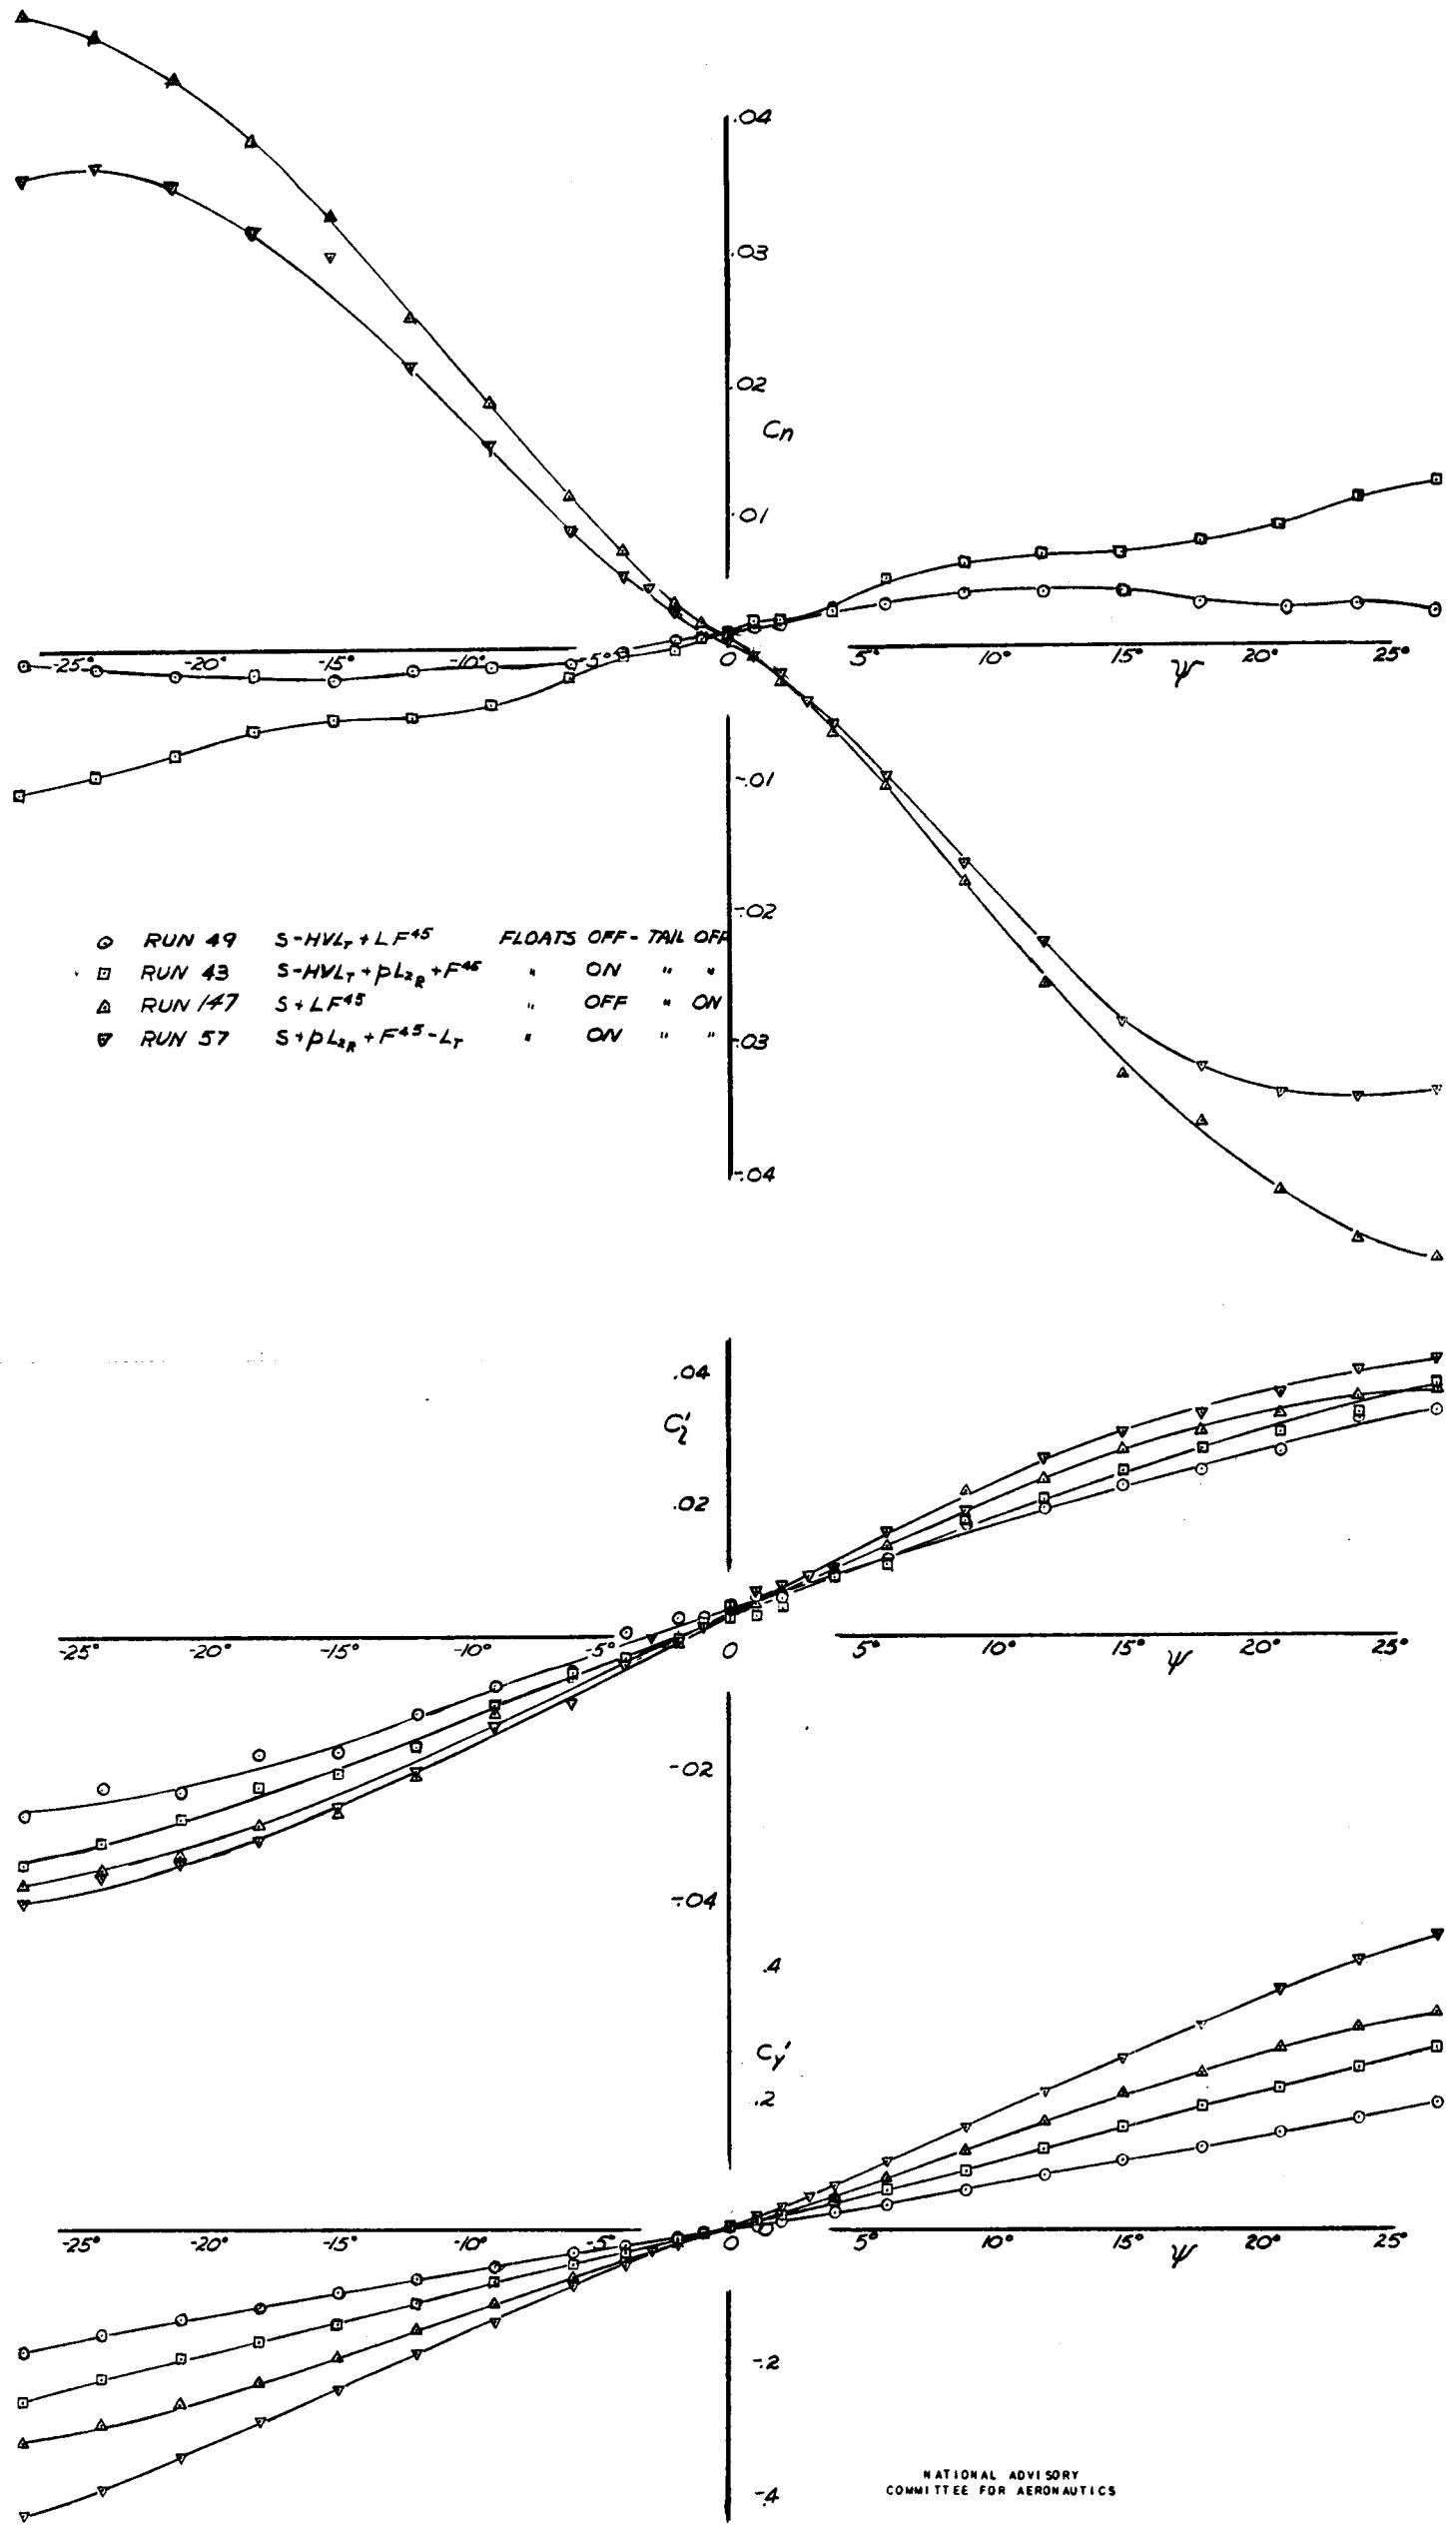 .04
.03
.02
Cn
.01
-25° -20° -15° -10° -5° 0 5° 10° 15° 20° 25°
ψ
-.01
-.02
⊙ RUN 49 S-HVL_T + LF^45 FLOATS OFF - TAIL OFF
⊡ RUN 43 S-HVL_T + pL_2R + F^45 " ON " "
△ RUN 147 S + LF^45 " OFF " ON
▽ RUN 57 S + pL_2R + F^45 - L_T " ON " "
-.03
-.04
.04
C_l'
.02
-25° -20° -15° -10° -5° 0 5° 10° 15° 20° 25°
ψ
-.02
-.04
.4
C_y'
.2
0
-25° -20° -15° -10° -5° 0 5° 10° 15° 20° 25°
ψ
-.2
-.4
NATIONAL ADVISORY
COMMITTEE FOR AERONAUTICS